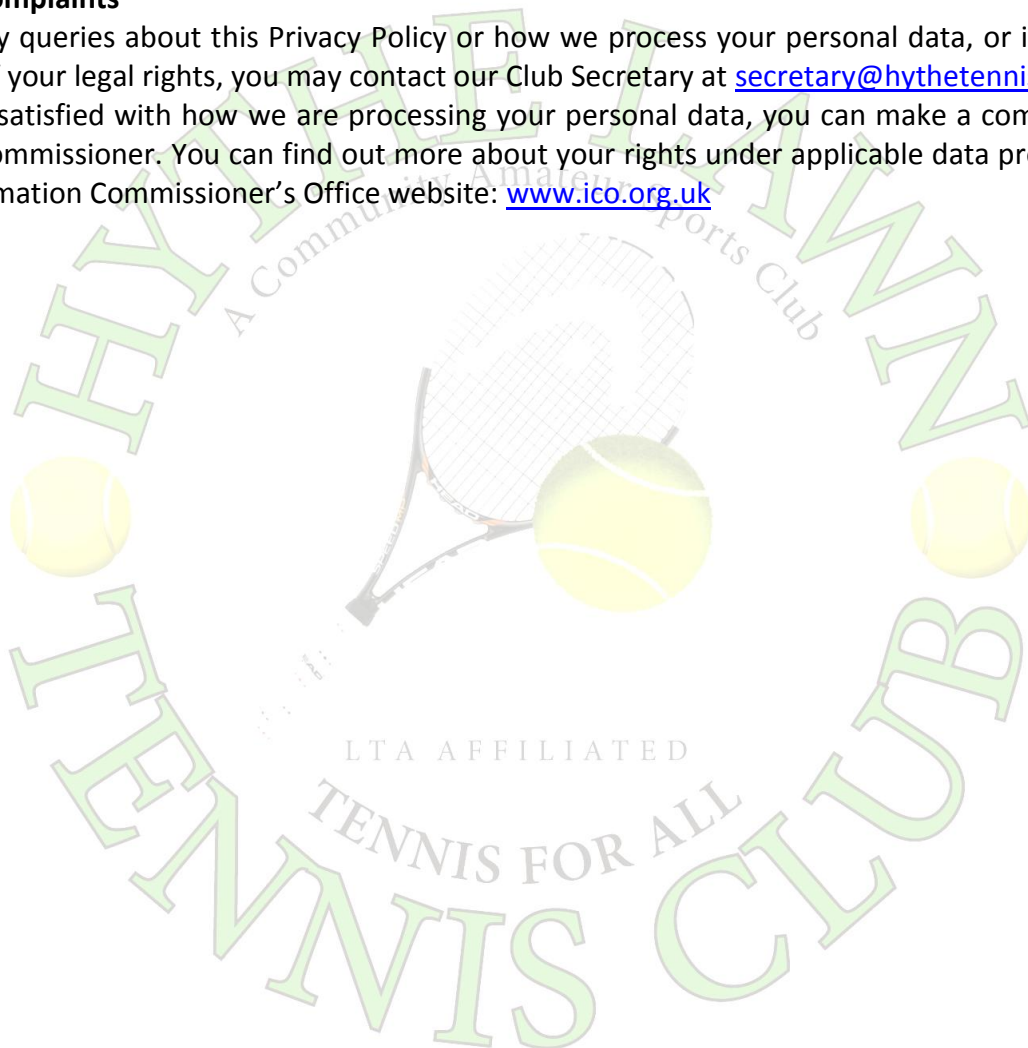 omplaints
y queries about this Privacy Policy or how we process your personal data, or i
f your legal rights, you may contact our Club Secretary at secretary@hythetennis
satisfied with how we are processing your personal data, you can make a com
ommissioner. You can find out more about your rights under applicable data pro
mation Commissioner’s Office website: www.ico.org.uk
HYTHE LAWN
A Community Amateur Sports Club
HEAD
LTA AFFILIATED
TENNIS FOR ALL
TENNIS CLUB